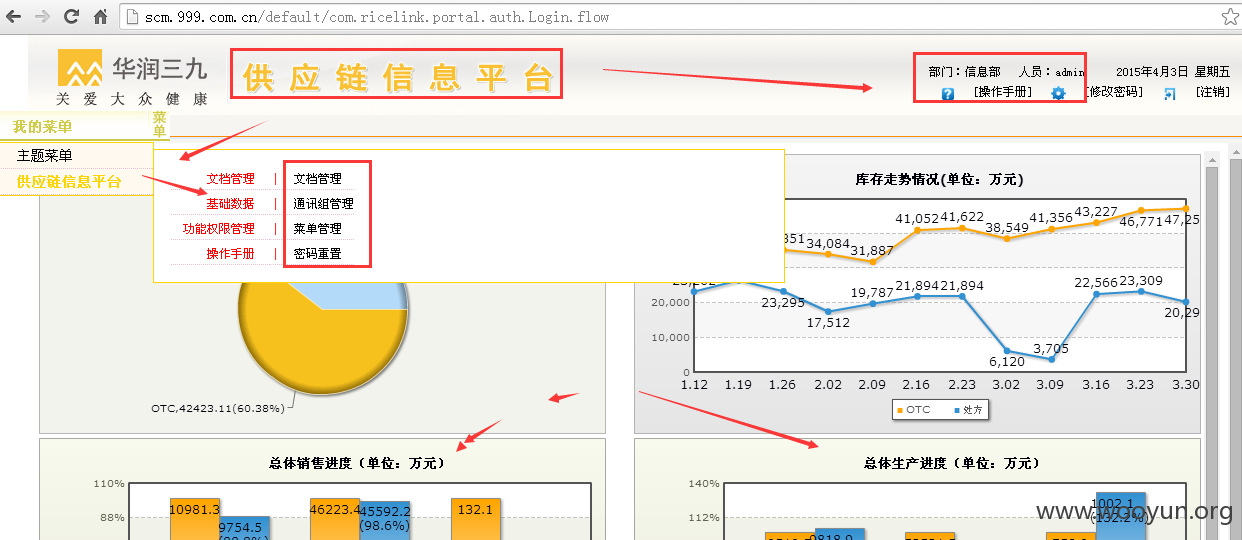 scm.999.com.cn/default/com.ricelink.portal.auth.Login.flow
华润三九
关爱大众健康
供应链信息平台
部门：信息部 人员：admin 2015年4月3日 星期五
[操作手册] [修改密码] [注销]
我的菜单
菜单
主题菜单
供应链信息平台
文档管理 | 文档管理
基础数据 | 通讯组管理
功能权限管理 | 菜单管理
操作手册 | 密码重置
OTC,42423.11(60.38%)
库存走势情况(单位：万元)
34,084 31,887 41,052 41,622 38,549 41,356 43,227 46,771 47,25
23,295 17,512 19,787 21,894 21,894 6,120 3,705 22,566 23,309 20,29
20,000
10,000
0
1.12 1.19 1.26 2.02 2.09 2.16 2.23 3.02 3.09 3.16 3.23 3.30
OTC 处方
总体销售进度（单位：万元）
110%
88%
10981.3
9754.5
46223.4
45592.2
(98.6%)
132.1
总体生产进度（单位：万元）
140%
112%
9818.9
1002.1
(132.2%)
www.wooyun.org